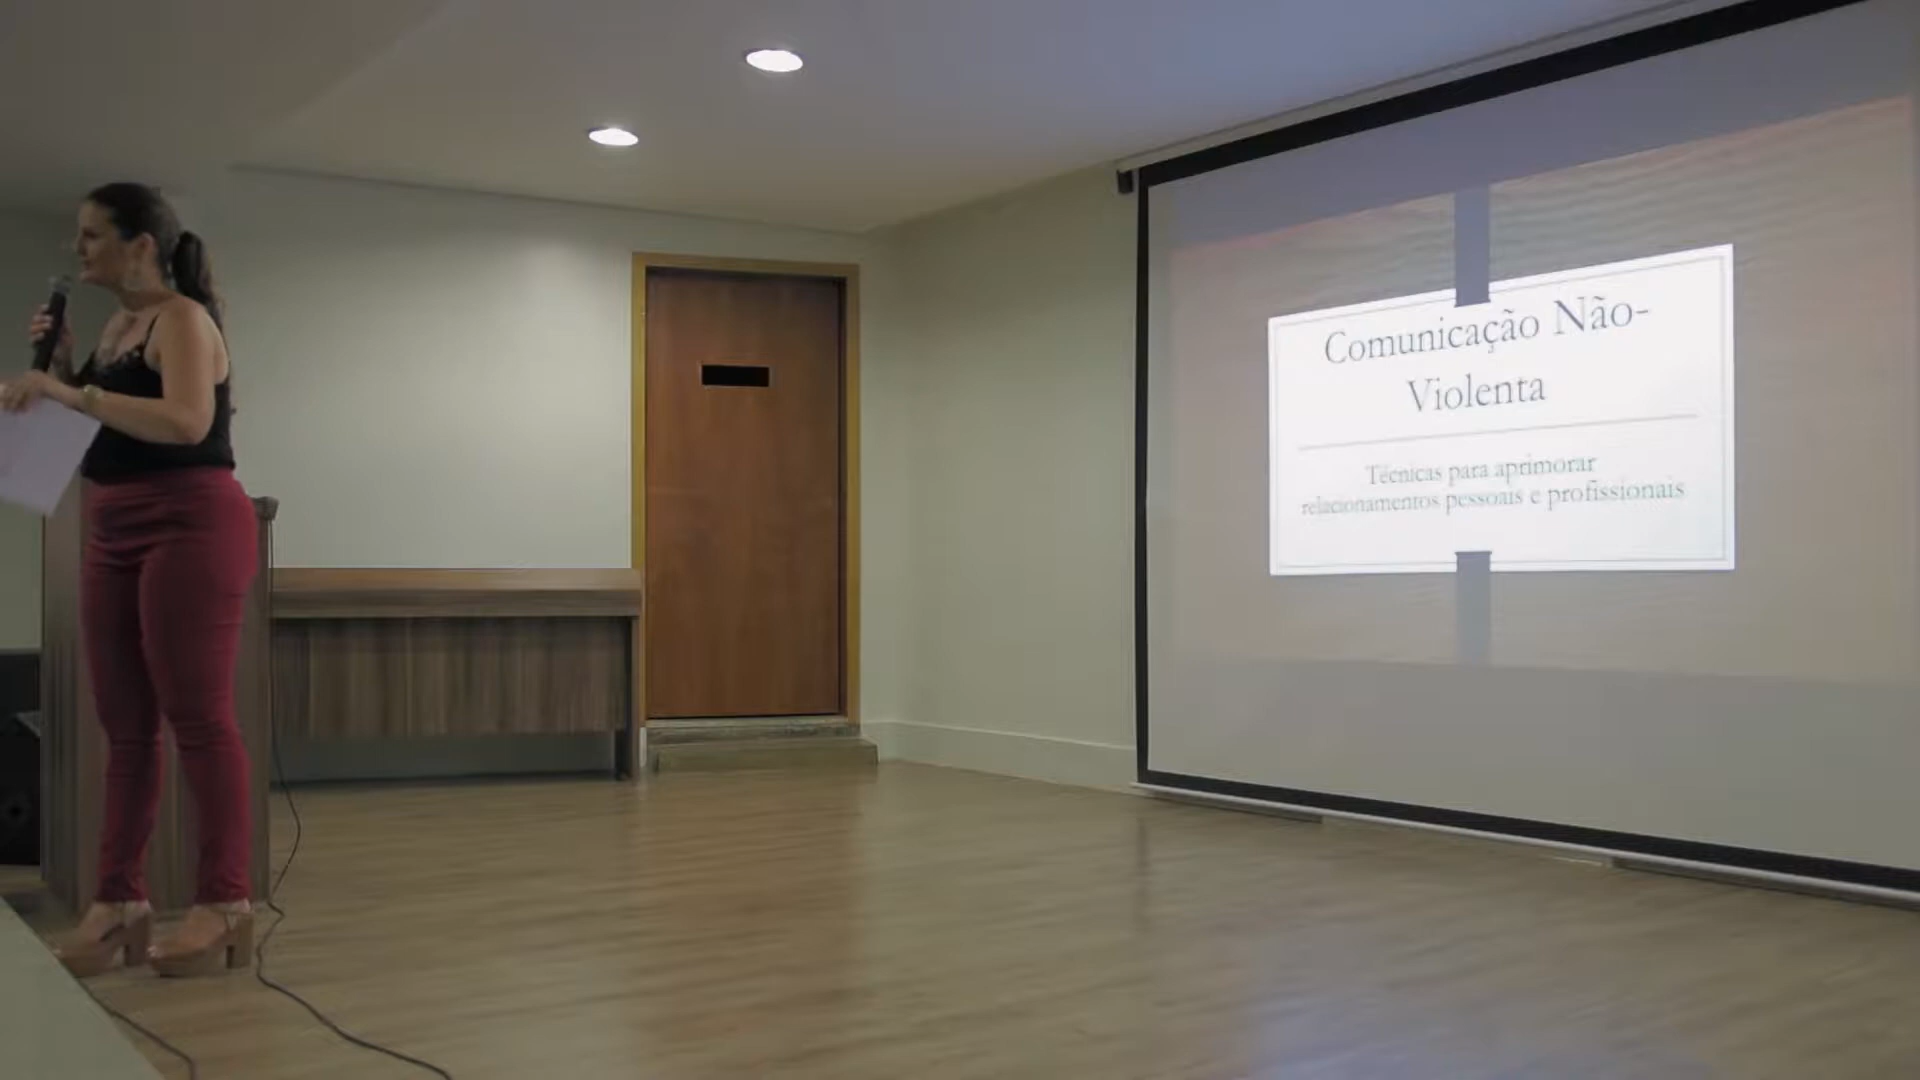 Comunicação Não-
Violenta
Técnicas para aprimorar
relacionamentos pessoais e profissionais